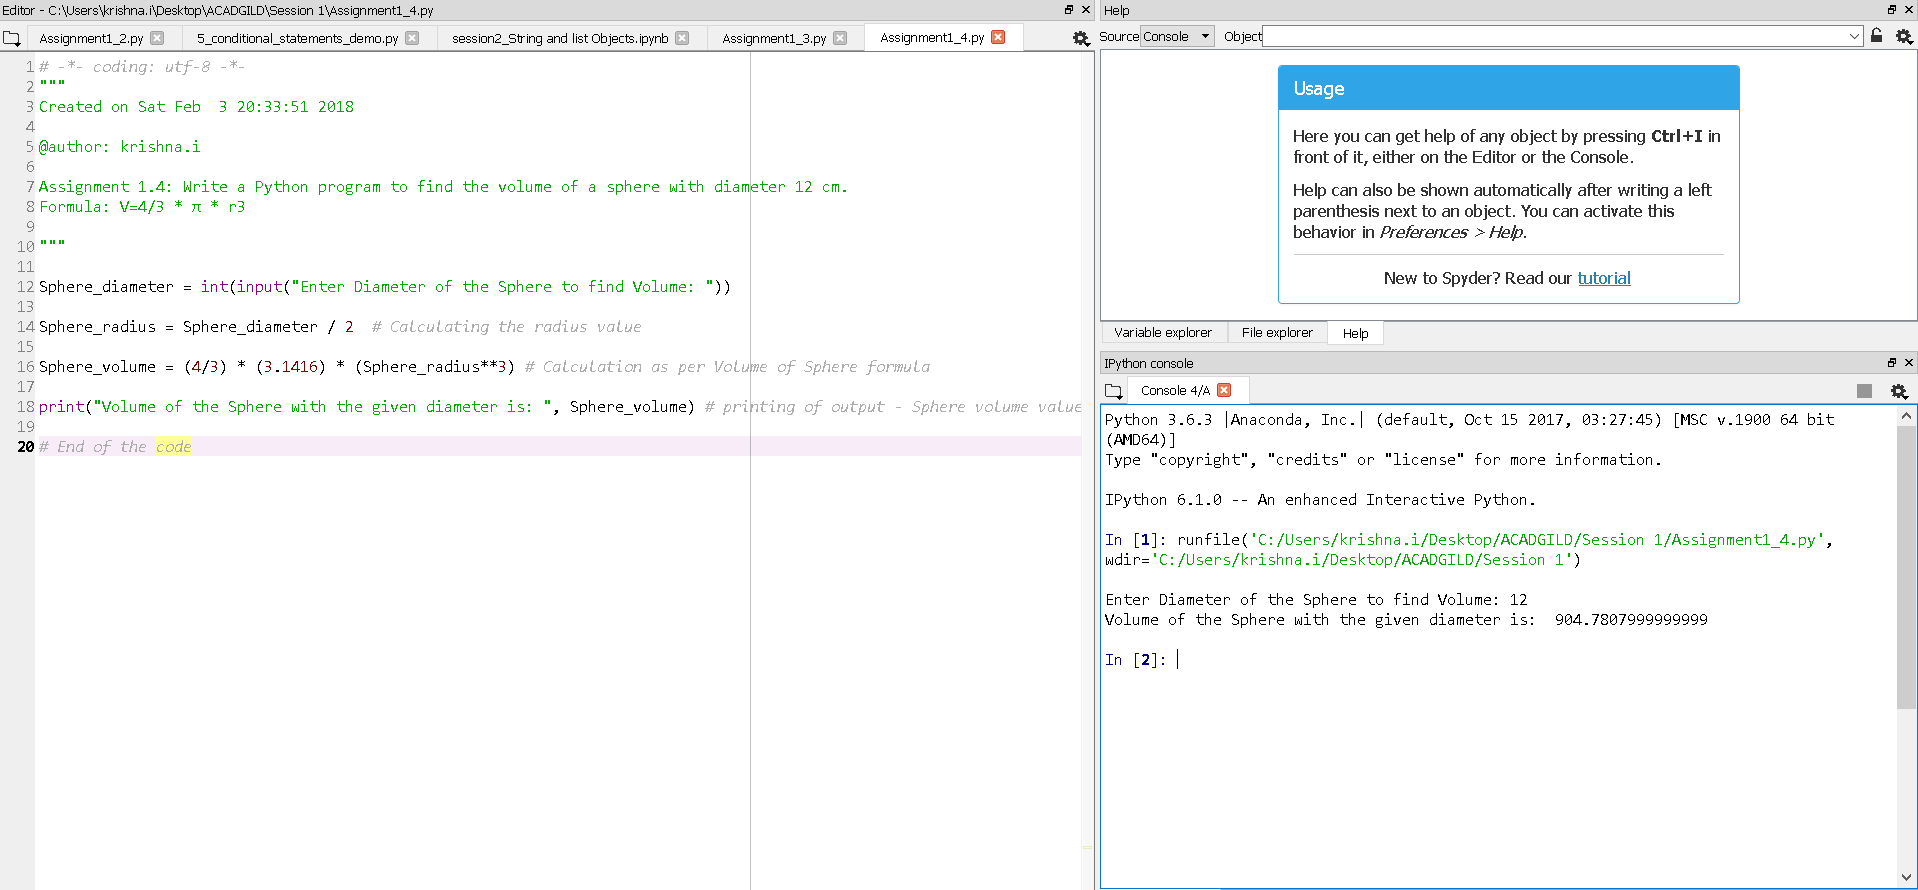 Editor - C:\Users\krishna.i\Desktop\ACADGILD\Session 1\Assignment1_4.py
Assignment1_2.py
5_conditional_statements_demo.py
session2_String and list Objects.ipynb
Assignment1_3.py
Assignment1_4.py
1 # -*- coding: utf-8 -*-
2 """
3 Created on Sat Feb  3 20:33:51 2018
4
5 @author: krishna.i
6
7 Assignment 1.4: Write a Python program to find the volume of a sphere with diameter 12 cm.
8 Formula: V=4/3 * π * r3
9
10 """
11
12 Sphere_diameter = int(input("Enter Diameter of the Sphere to find Volume: "))
13
14 Sphere_radius = Sphere_diameter / 2  # Calculating the radius value
15
16 Sphere_volume = (4/3) * (3.1416) * (Sphere_radius**3) # Calculation as per Volume of Sphere formula
17
18 print("Volume of the Sphere with the given diameter is: ", Sphere_volume) # printing of output - Sphere volume value
19
20 # End of the code
Help
Source Console Object
Usage
Here you can get help of any object by pressing Ctrl+I in
front of it, either on the Editor or the Console.
Help can also be shown automatically after writing a left
parenthesis next to an object. You can activate this
behavior in Preferences > Help.
New to Spyder? Read our tutorial
Variable explorer File explorer Help
IPython console
Console 4/A
Python 3.6.3 |Anaconda, Inc.| (default, Oct 15 2017, 03:27:45) [MSC v.1900 64 bit
(AMD64)]
Type "copyright", "credits" or "license" for more information.
IPython 6.1.0 -- An enhanced Interactive Python.
In [1]: runfile('C:/Users/krishna.i/Desktop/ACADGILD/Session 1/Assignment1_4.py',
wdir='C:/Users/krishna.i/Desktop/ACADGILD/Session 1')
Enter Diameter of the Sphere to find Volume: 12
Volume of the Sphere with the given diameter is:  904.7807999999999
In [2]: